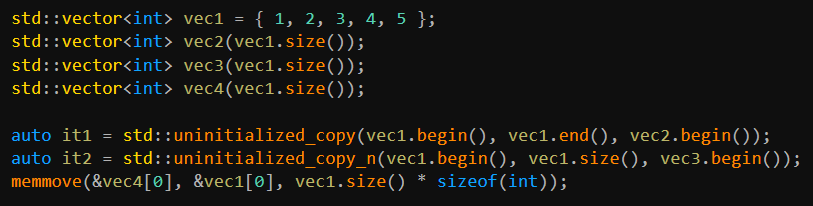 std::vector<int> vec1 = { 1, 2, 3, 4, 5 };
std::vector<int> vec2(vec1.size());
std::vector<int> vec3(vec1.size());
std::vector<int> vec4(vec1.size());
auto it1 = std::uninitialized_copy(vec1.begin(), vec1.end(), vec2.begin());
auto it2 = std::uninitialized_copy_n(vec1.begin(), vec1.size(), vec3.begin());
memmove(&vec4[0], &vec1[0], vec1.size() * sizeof(int));